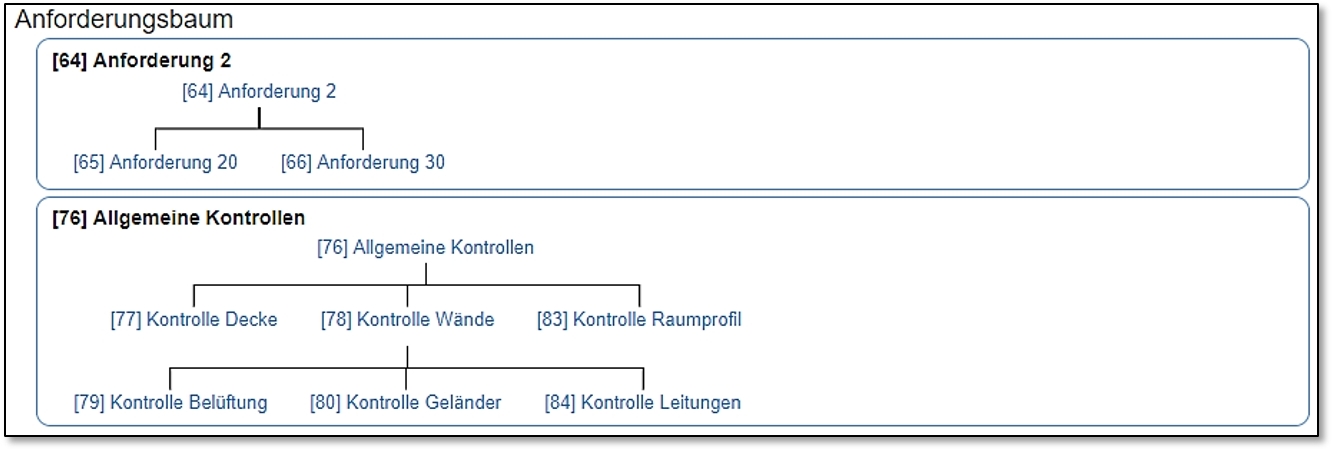 Anforderungsbaum
[64] Anforderung 2
[64] Anforderung 2
[65] Anforderung 20 [66] Anforderung 30
[76] Allgemeine Kontrollen
[76] Allgemeine Kontrollen
[77] Kontrolle Decke [78] Kontrolle Wände [83] Kontrolle Raumprofil
[79] Kontrolle Belüftung [80] Kontrolle Geländer [84] Kontrolle Leitungen